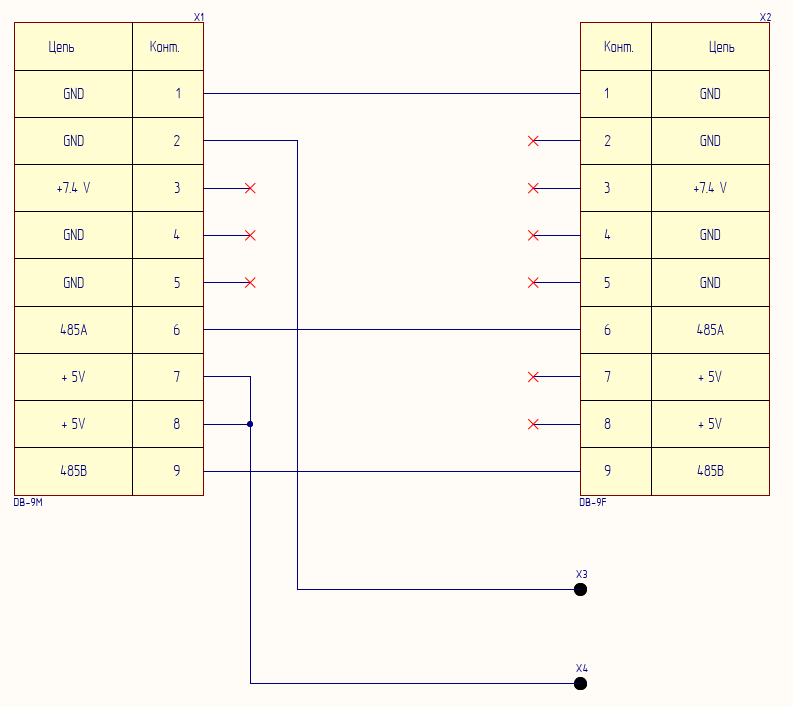 X1 X2
Цепь Конт. Конт. Цепь
GND 1 1 GND
GND 2 2 GND
+7.4 V 3 3 +7.4 V
GND 4 4 GND
GND 5 5 GND
485A 6 6 485A
+ 5V 7 7 + 5V
+ 5V 8 8 + 5V
485B 9 9 485B
DB-9M DB-9F
X3
X4